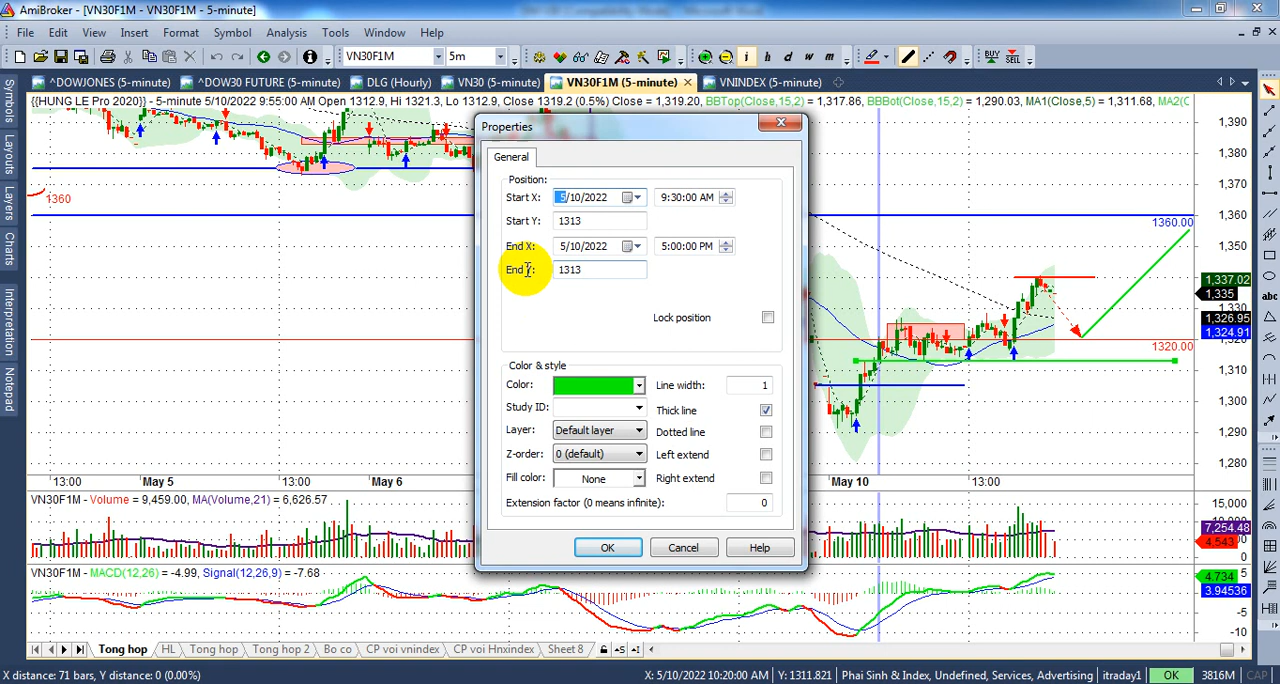 AmiBroker - [VN30F1M - VN30F1M - 5-minute]
File Edit View Insert Format Symbol Analysis Tools Window Help
VN30F1M 5m i h d w m BUY SELL
^DOWJONES (5-minute) ^DOW30 FUTURE (5-minute) DLG (Hourly) VN30 (5-minute) VN30F1M (5-minute) VNINDEX (5-minute)
{{HUNG LE Pro 2020}} - 5-minute 5/10/2022 9:55:00 AM Open 1312.9, Hi 1321.3, Lo 1312.9, Close 1319.2 (0.5%) Close = 1,319.20, BBTop(Close,15,2) = 1,317.86, BBBot(Close,15,2) = 1,290.03, MA1(Close,5) = 1,311.68, MA2(C
Symbols
Layouts
Layers
Charts
Interpretation
Notepad
abc
1360
1360.00
1320.00
1,390
1,380
1,370
1,360
1,350
1,337.02
1,335
1,330
1,326.95
1,324.91
1,320
1,310
1,300
1,290
1,280
Properties
General
Position:
Start X: 5/10/2022 9:30:00 AM
Start Y: 1313
End X: 5/10/2022 5:00:00 PM
End Y: 1313
Lock position
Color & style
Color: Line width: 1
Study ID: Thick line
Layer: Default layer Dotted line
Z-order: 0 (default) Left extend
Fill color: None Right extend
Extension factor (0 means infinite): 0
OK Cancel Help
13:00 May 5 13:00 May 6 May 10 13:00
VN30F1M - Volume = 9,459.00, MA(Volume,21) = 6,626.57
15,000
7,254.48
4,543
0
VN30F1M - MACD(12,26) = -4.99, Signal(12,26,9) = -7.68
5
4.734
3.94536
-5
-10
Tong hop HL Tong hop Tong hop 2 Bo co CP voi vnindex CP voi Hnxindex Sheet 8
X distance: 71 bars, Y distance: 0 (0.00%) X: 5/10/2022 10:20:00 AM Y: 1311.821 Phai Sinh & Index, Undefined, Services, Advertising itraday1 OK 3816M CAP